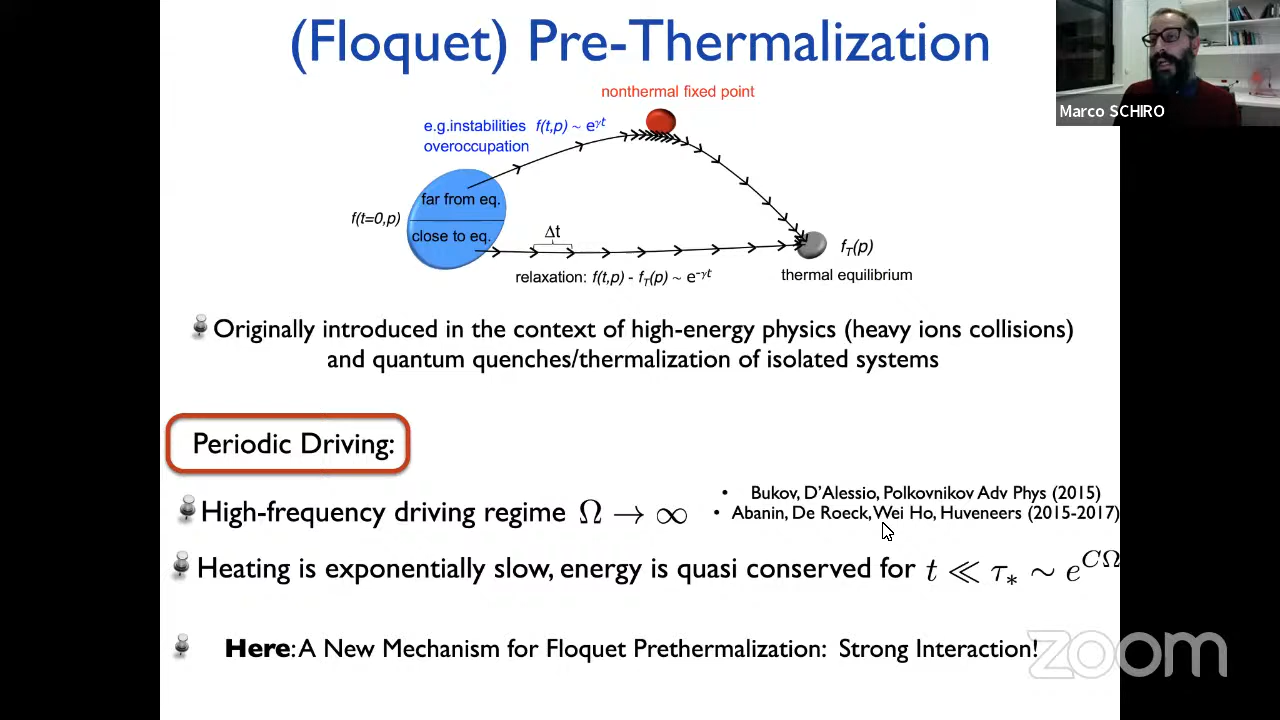 (Floquet) Pre-Thermalization
Marco SCHIRO
nonthermal fixed point
e.g.instabilities f(t,p) ~ e^γt
overoccupation
far from eq.
f(t=0,p)
close to eq.
Δt
f_T(p)
relaxation: f(t,p) - f_T(p) ~ e^-γt
thermal equilibrium
Originally introduced in the context of high-energy physics (heavy ions collisions)
and quantum quenches/thermalization of isolated systems
Periodic Driving:
• Bukov, D'Alessio, Polkovnikov Adv Phys (2015)
High-frequency driving regime Ω → ∞
• Abanin, De Roeck, Wei Ho, Huveneers (2015-2017)
Heating is exponentially slow, energy is quasi conserved for t ≪ τ_* ~ e^CΩ
Here: A New Mechanism for Floquet Prethermalization: Strong Interaction!
zoom